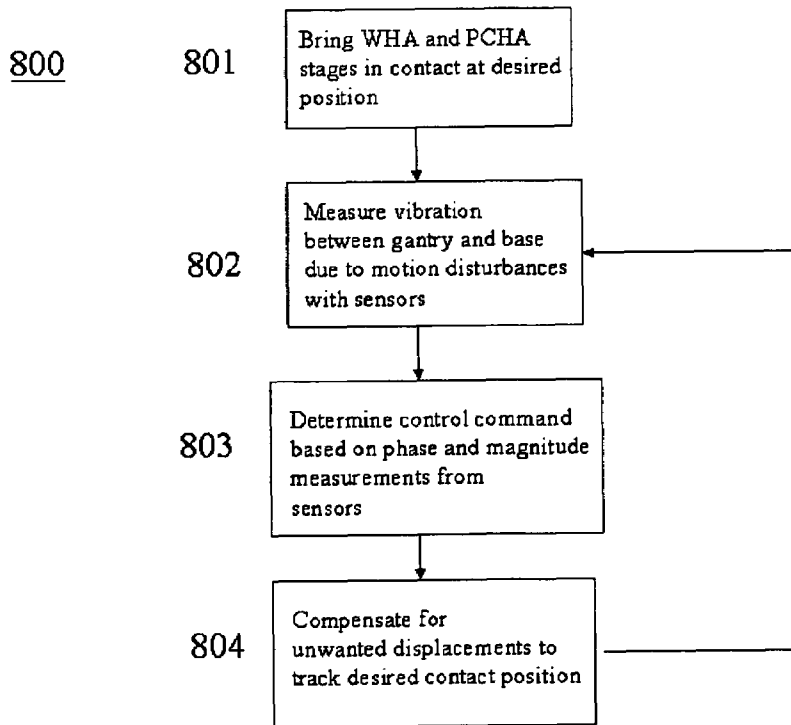 800
801
Bring WHA and PCHA
stages in contact at desired
position
802
Measure vibration
between gantry and base
due to motion disturbances
with sensors
803
Determine control command
based on phase and magnitude
measurements from
sensors
804
Compensate for
unwanted displacements to
track desired contact position